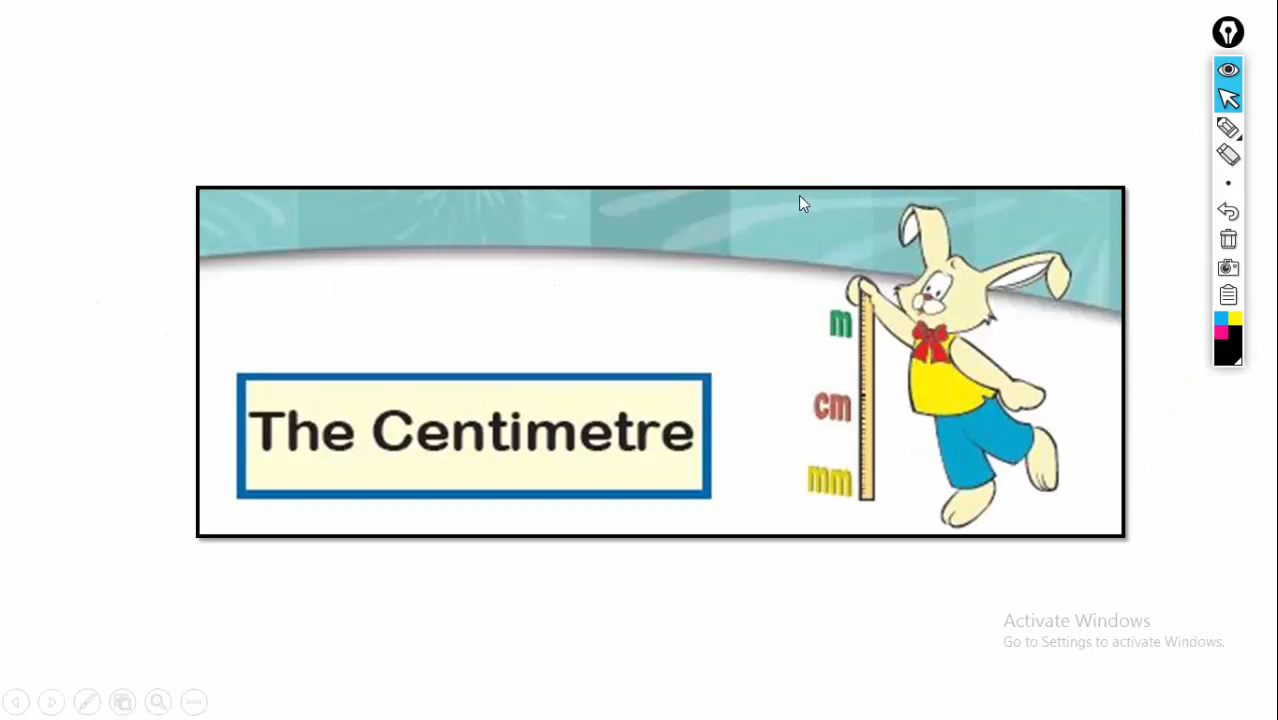 m
cm
The Centimetre
mm
Activate Windows
Go to Settings to activate Windows.